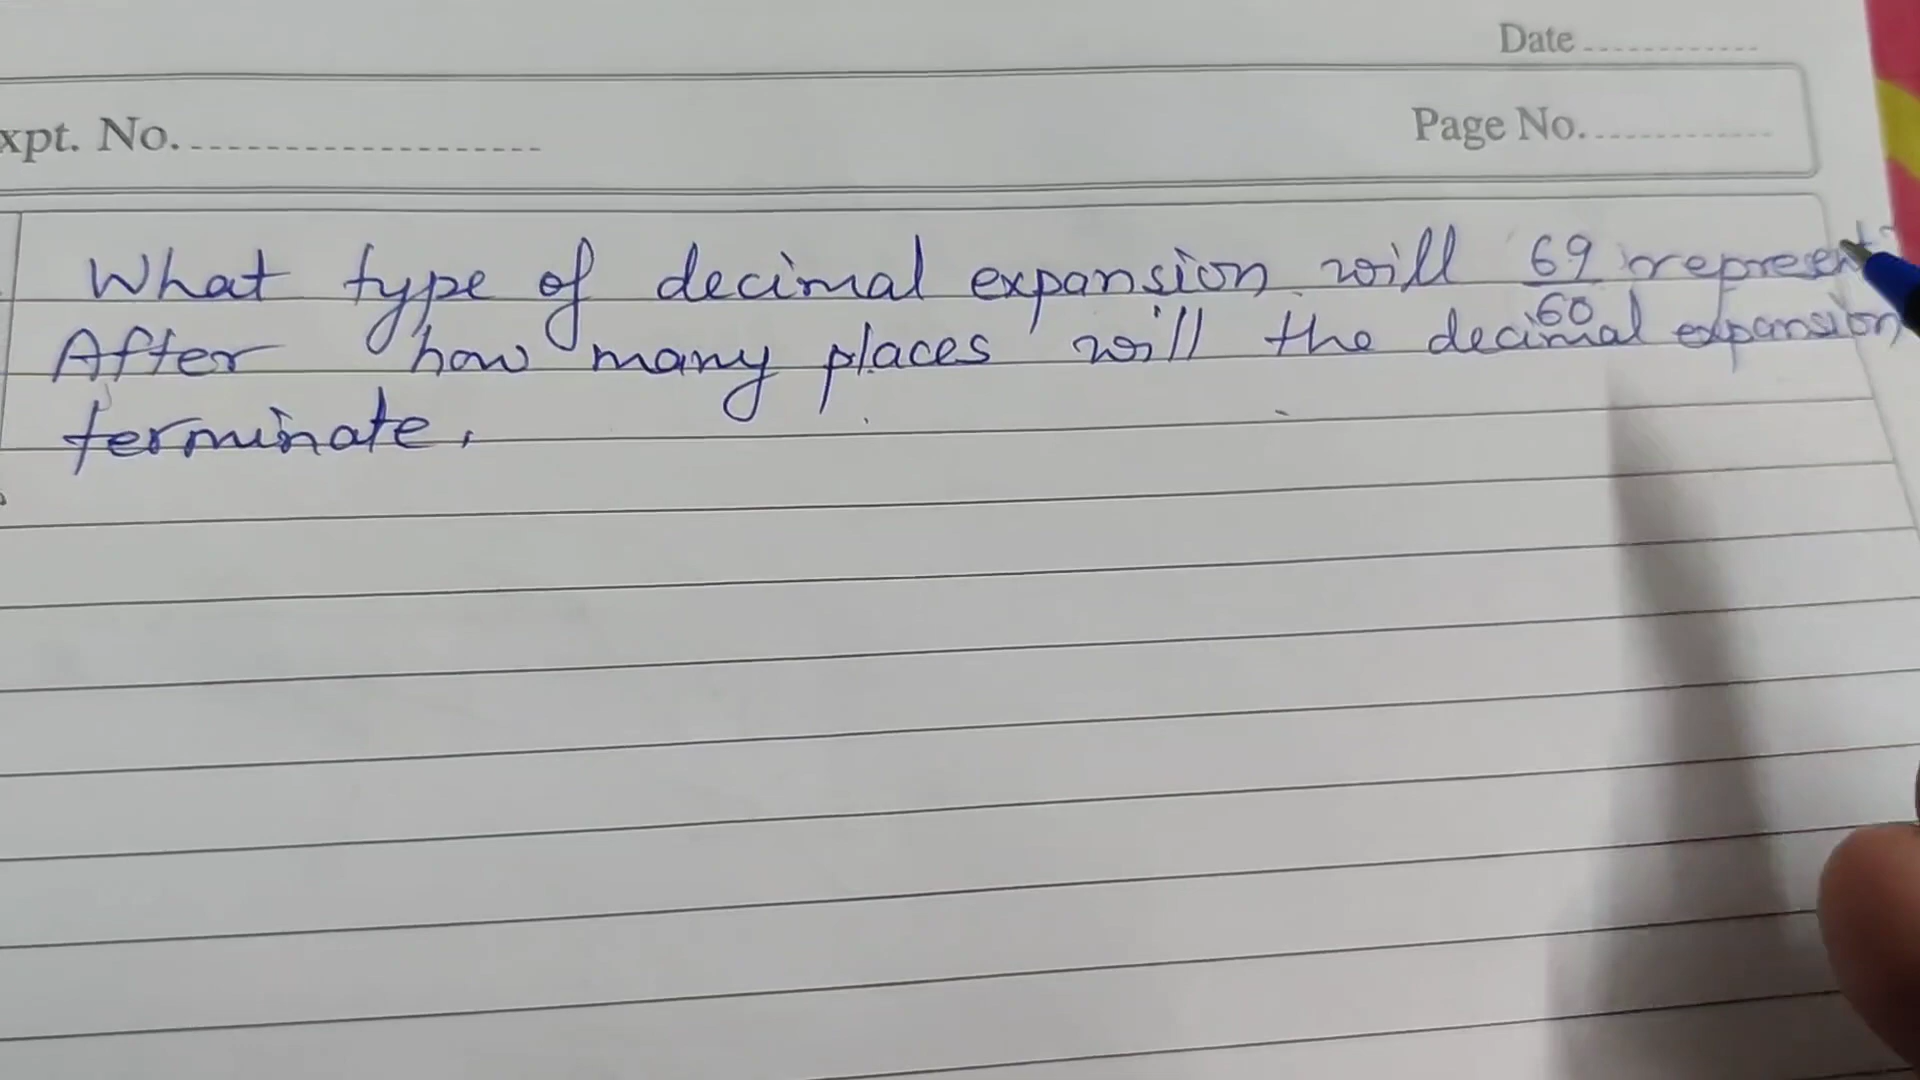 Date
xpt. No.
Page No.
What type of decimal expansion will 69/60 represent
After how many places will the decimal expansion
terminate.